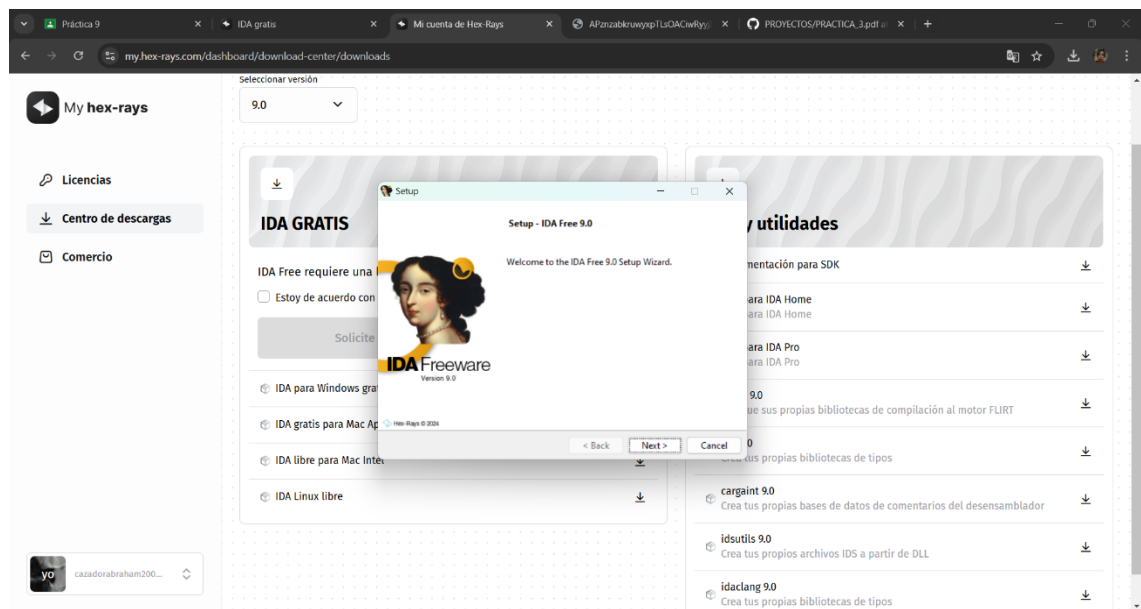 Práctica 9
IDA gratis
Mi cuenta de Hex-Rays
APznzabkruwyxpTLsOACiwRyy
PROYECTOS/PRACTICA_3.pdf a
my.hex-rays.com/dashboard/download-center/downloads
My hex-rays
Licencias
Centro de descargas
Comercio
cazadorabraham200...
yo
Seleccionar versión
9.0
IDA GRATIS
IDA Free requiere una
Estoy de acuerdo con
Solicite
IDA para Windows gra
IDA gratis para Mac Ap
IDA libre para Mac Intel
IDA Linux libre
Setup
Setup - IDA Free 9.0
Welcome to the IDA Free 9.0 Setup Wizard.
IDA Freeware
Version 9.0
Hex-Rays © 2024
< Back
Next >
Cancel
y utilidades
mentación para SDK
ara IDA Home
ara IDA Home
ara IDA Pro
ara IDA Pro
9.0
ue sus propias bibliotecas de compilación al motor FLIRT
0
Crea tus propias bibliotecas de tipos
cargaint 9.0
Crea tus propias bases de datos de comentarios del desensamblador
idsutils 9.0
Crea tus propios archivos IDS a partir de DLL
idaclang 9.0
Crea tus propias bibliotecas de tipos